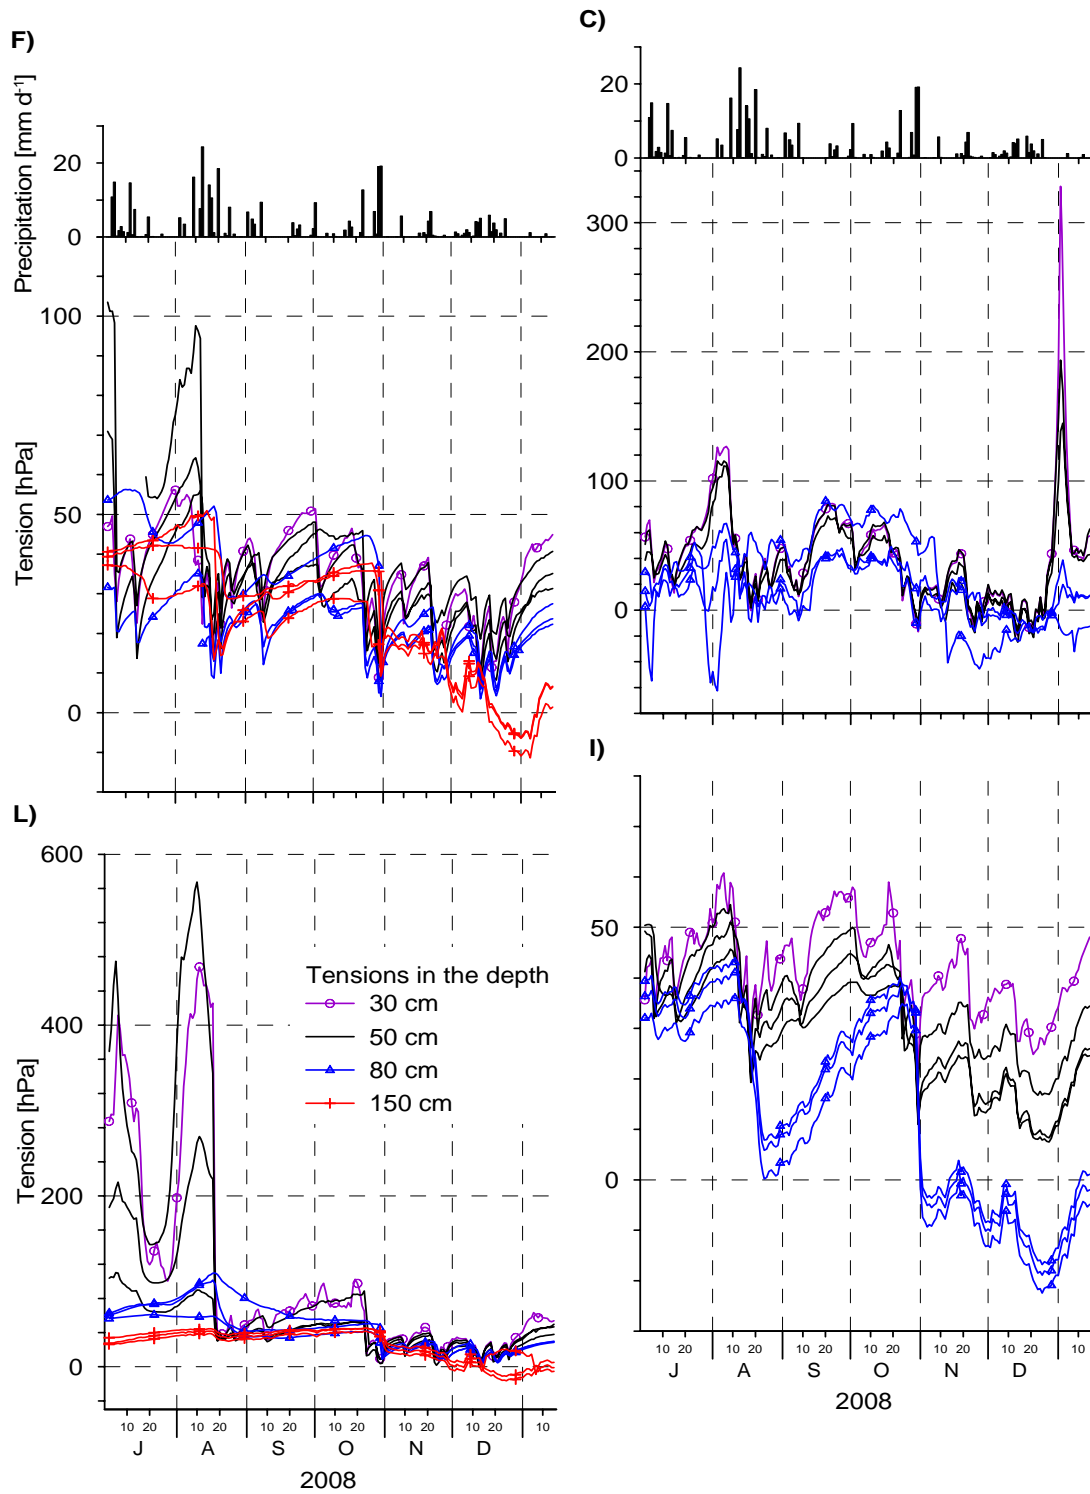 F)
Precipitation [mm d-1]
20
0
100
50
0
Tension [hPa]
C)
20
0
300
200
100
0
L)
600
400
200
0
Tension [hPa]
Tensions in the depth
30 cm
50 cm
80 cm
150 cm
10 20 10 20 10 20 10 20 10 20 10 20 10
J A S O N D
2008
I)
50
0
10 20 10 20 10 20 10 20 10 20 10 20 10
J A S O N D
2008